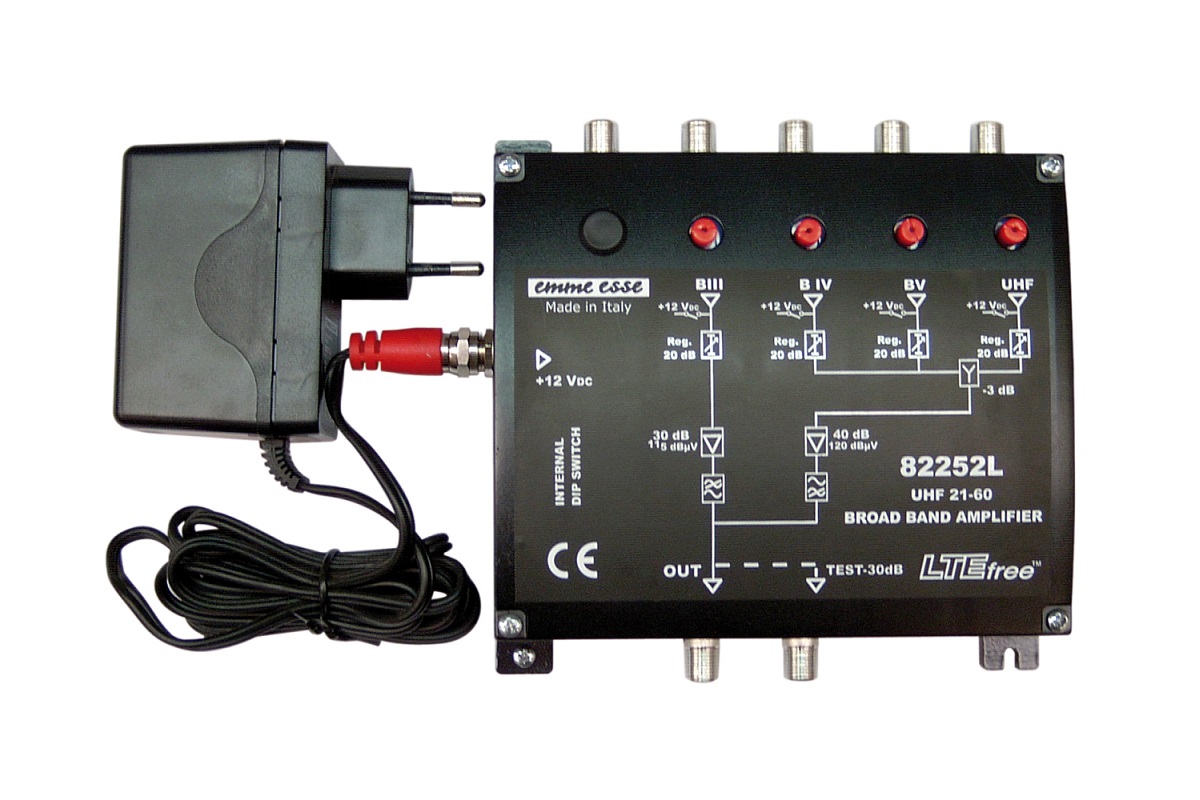 emme esse
Made in Italy
BIII
B IV
BV
UHF
+12 VDC
+12 VDC
+12 VDC
+12 VDC
Reg.
20 dB
Reg.
20 dB
Reg.
20 dB
Reg.
20 dB
+12 VDC
-3 dB
INTERNAL
DIP SWITCH
30 dB
115 dBµV
40 dB
120 dBµV
82252L
UHF 21-60
BROAD BAND AMPLIFIER
CE
OUT
TEST-30dB
LTEfree™